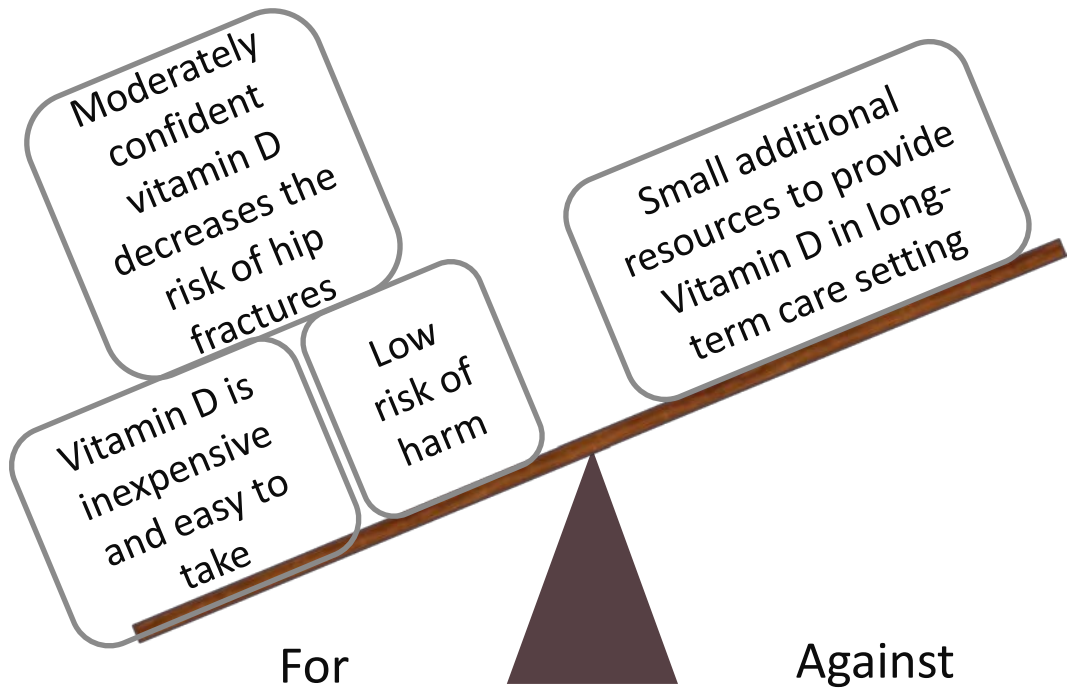 Moderately
confident
vitamin D
decreases the
risk of hip
fractures
Vitamin D is
inexpensive
and easy to
take
Low
risk of
harm
Small additional
resources to provide
Vitamin D in long-
term care setting
For
Against